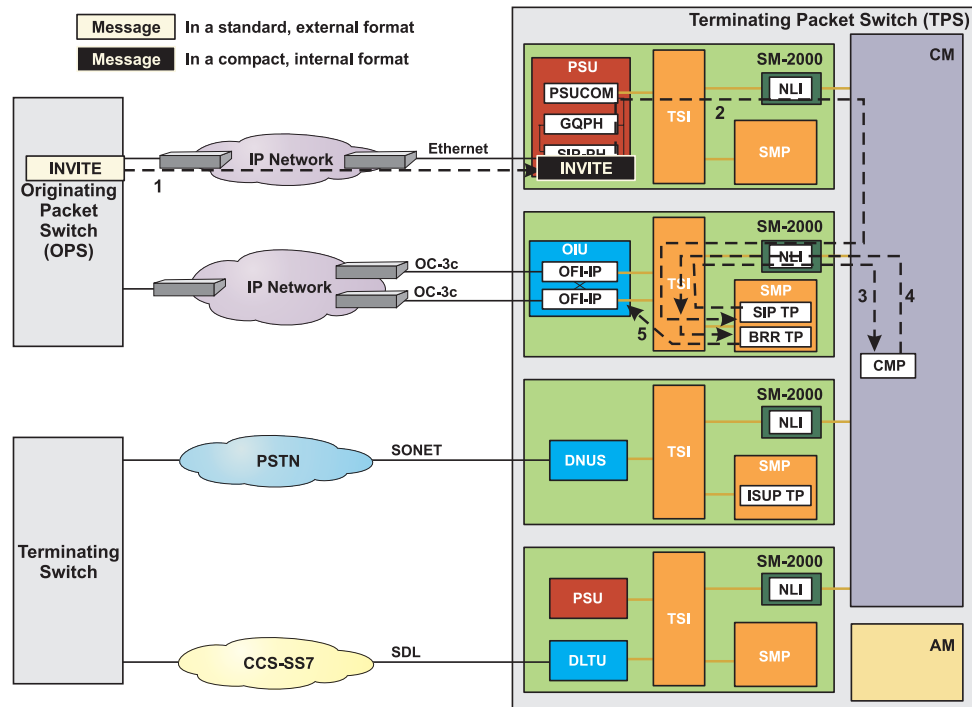 Terminating Packet Switch (TPS)
Message In a standard, external format
Message In a compact, internal format
SM-2000
CM
PSU
PSUCOM
GQPH
SIP-PH
INVITE
TSI
NLI
SMP
2
INVITE
1
IP Network
Ethernet
Originating
Packet
Switch
(OPS)
SM-2000
OIU
OFI-IP
OFI-IP
TSI
NLI
SMP
SIP TP
BRR TP
3
4
5
CMP
IP Network
OC-3c
OC-3c
SM-2000
DNUS
TSI
NLI
SMP
ISUP TP
PSTN
SONET
Terminating
Switch
SM-2000
PSU
DLTU
TSI
NLI
SMP
CCS-SS7
SDL
AM